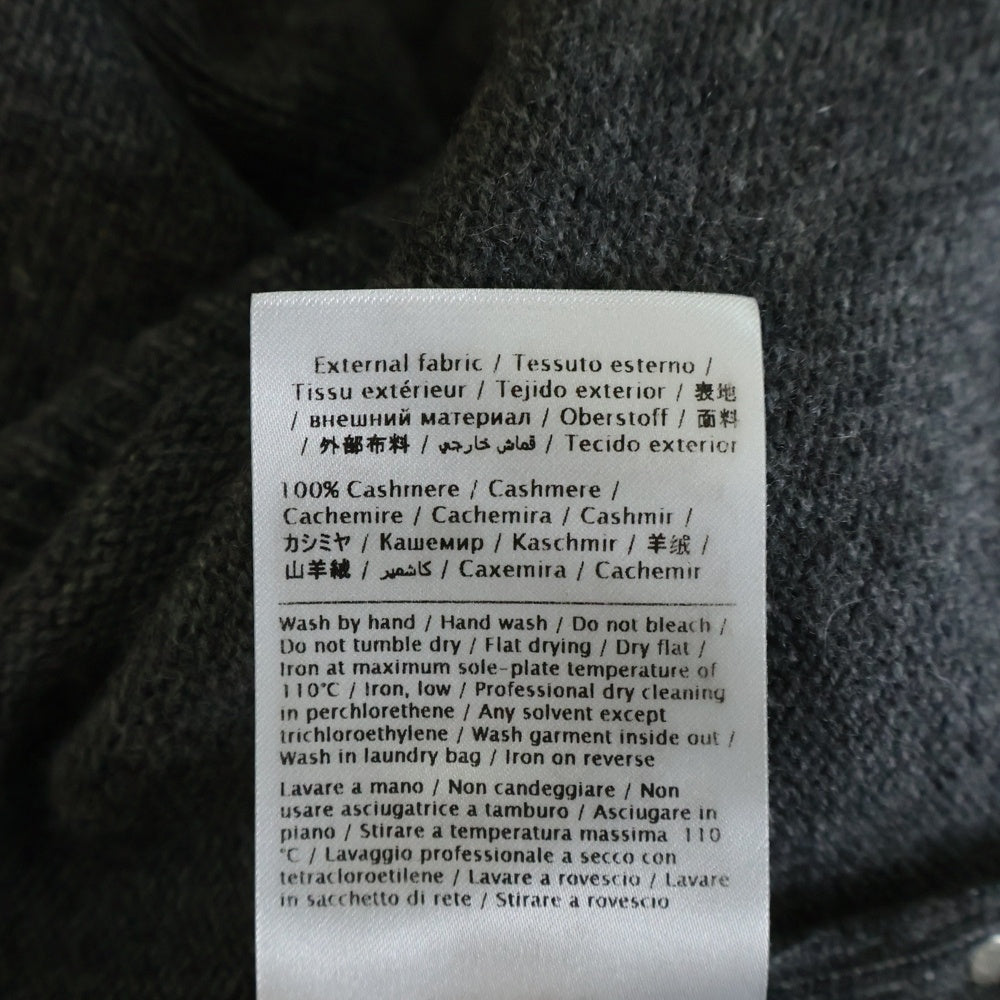 External fabric / Tessuto esterno /
Tissu extérieur / Tejido exterior / 表地
/ внешний материал / Oberstoff / 面料
/ 外部布料 / قماش خارجي / Tecido exterior
100% Cashmere / Cashmere /
Cachemire / Cachemira / Cashmir /
カシミヤ / Кашемир / Kaschmir / 羊绒 /
山羊絨 / كاشمير / Caxemira / Cachemir
Wash by hand / Hand wash / Do not bleach /
Do not tumble dry / Flat drying / Dry flat /
Iron at maximum sole-plate temperature of
110°C / Iron, low / Professional dry cleaning
in perchlorethene / Any solvent except
trichloroethylene / Wash garment inside out /
Wash in laundry bag / Iron on reverse
Lavare a mano / Non candeggiare / Non
usare asciugatrice a tamburo / Asciugare in
piano / Stirare a temperatura massima 110
°C / Lavaggio professionale a secco con
tetracloroetilene / Lavare a rovescio / Lavare
in sacchetto di rete / Stirare a rovescio